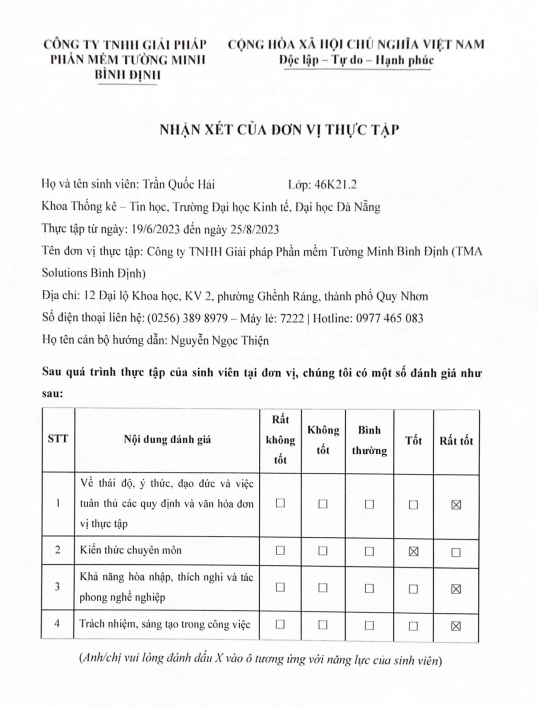 CÔNG TY TNHH GIẢI PHÁP
PHẦN MỀM TƯỜNG MINH
BÌNH ĐỊNH
CỘNG HÒA XÃ HỘI CHỦ NGHĨA VIỆT NAM
Độc lập – Tự do – Hạnh phúc
NHẬN XÉT CỦA ĐƠN VỊ THỰC TẬP
Họ và tên sinh viên: Trần Quốc Hải Lớp: 46K21.2
Khoa Thống kê – Tin học, Trường Đại học Kinh tế, Đại học Đà Nẵng
Thực tập từ ngày: 19/6/2023 đến ngày 25/8/2023
Tên đơn vị thực tập: Công ty TNHH Giải pháp Phần mềm Tường Minh Bình Định (TMA
Solutions Bình Định)
Địa chỉ: 12 Đại lộ Khoa học, KV 2, phường Ghềnh Ráng, thành phố Quy Nhơn
Số điện thoại liên hệ: (0256) 389 8979 – Máy lẻ: 7222 | Hotline: 0977 465 083
Họ tên cán bộ hướng dẫn: Nguyễn Ngọc Thiện
Sau quá trình thực tập của sinh viên tại đơn vị, chúng tôi có một số đánh giá như
sau:
STT Nội dung đánh giá Rất không tốt Không tốt Bình thường Tốt Rất tốt
1 Về thái độ, ý thức, đạo đức và việc
tuân thủ các quy định và văn hóa đơn
vị thực tập ☐ ☐ ☐ ☐ ☒
2 Kiến thức chuyên môn ☐ ☐ ☐ ☒ ☐
3 Khả năng hòa nhập, thích nghi và tác
phong nghề nghiệp ☐ ☐ ☐ ☐ ☒
4 Trách nhiệm, sáng tạo trong công việc ☐ ☐ ☐ ☐ ☒
(Anh/chị vui lòng đánh dấu X vào ô tương ứng với năng lực của sinh viên)